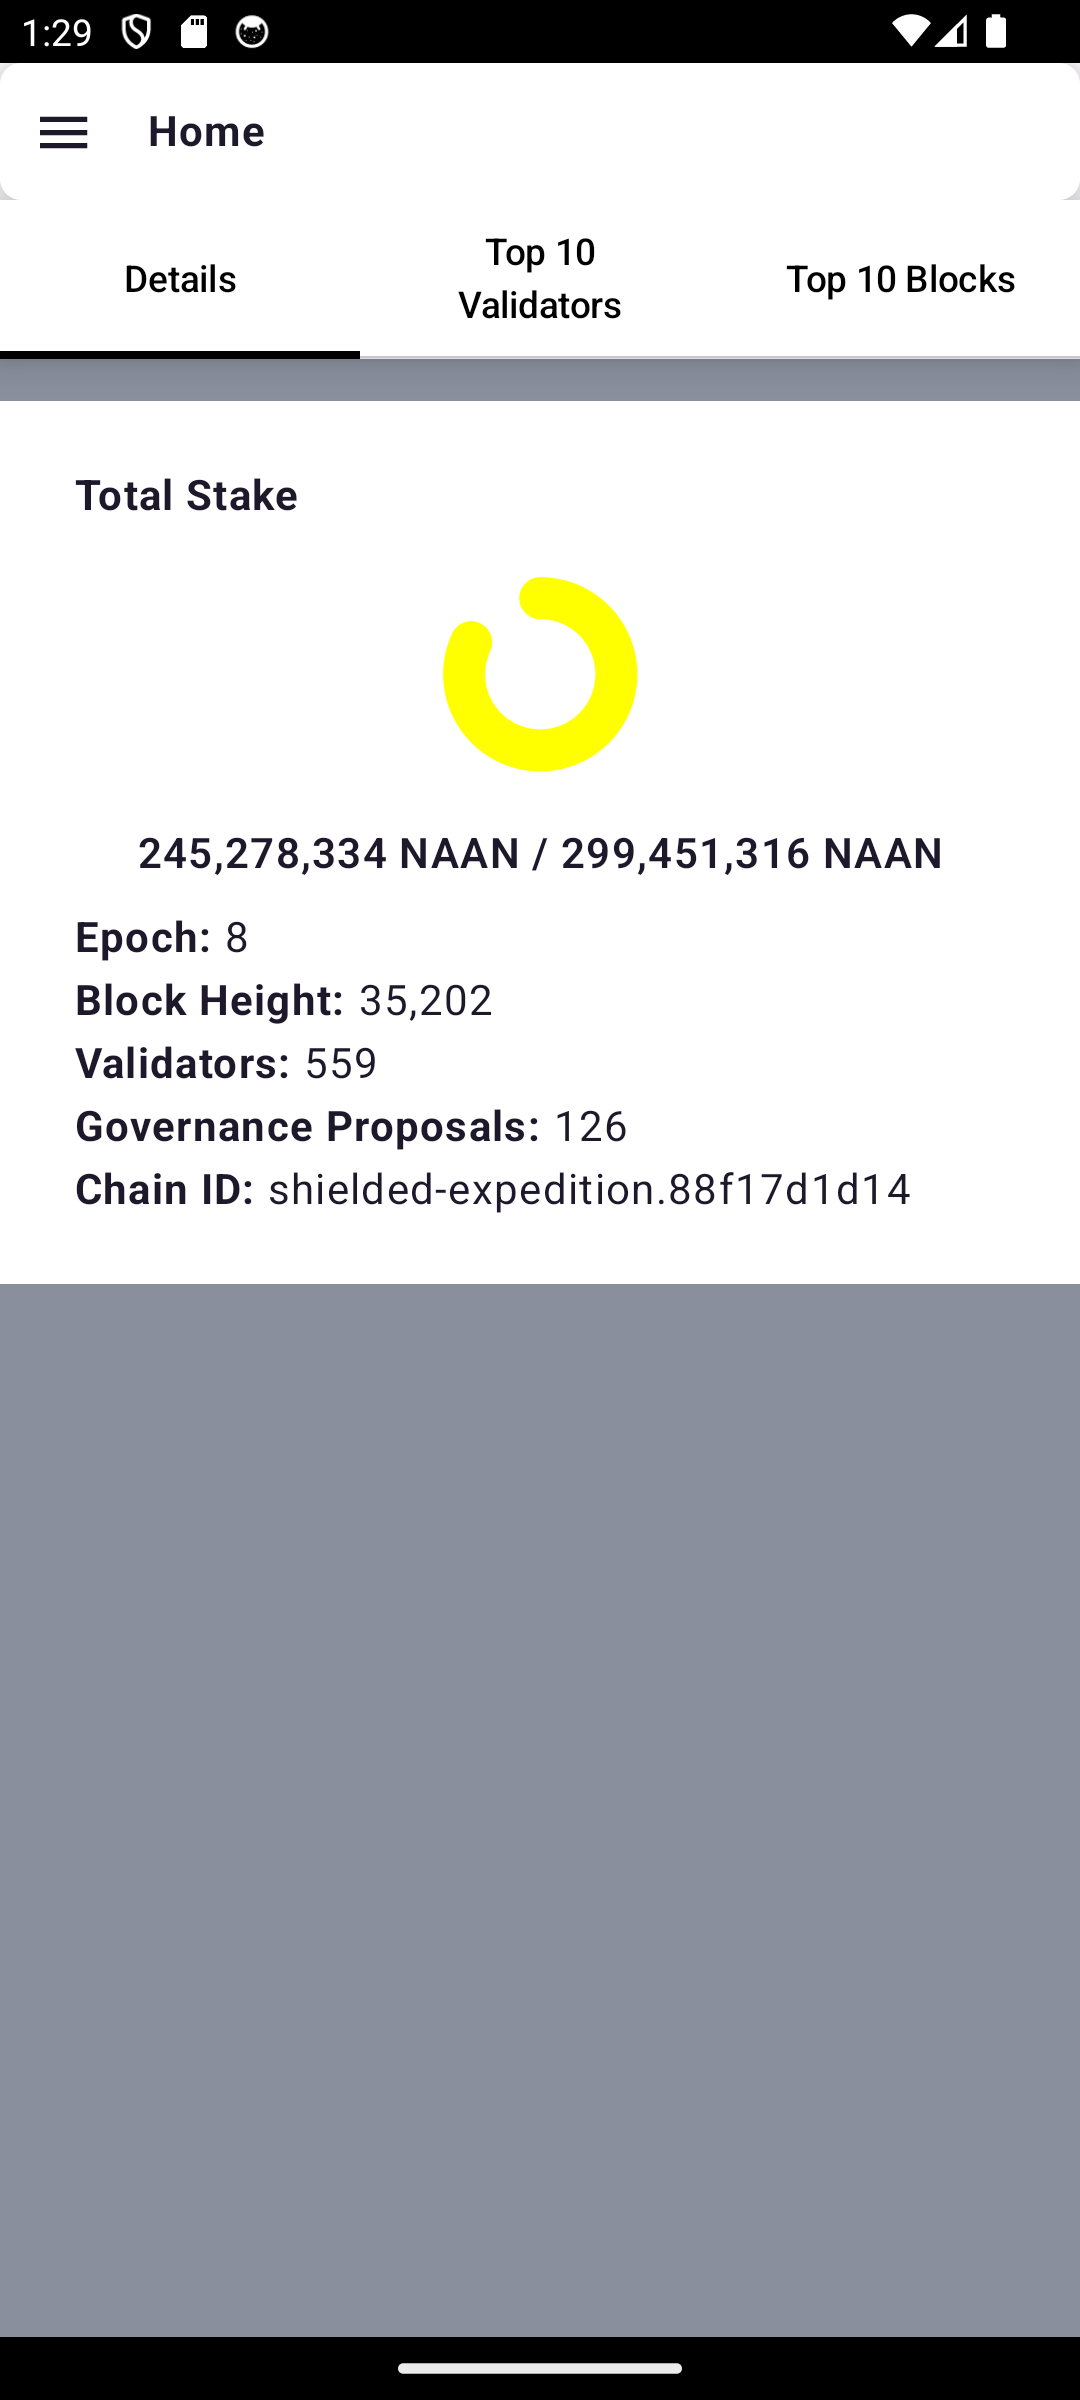 1:29
Home
Details
Top 10
Validators
Top 10 Blocks
Total Stake
245,278,334 NAAN / 299,451,316 NAAN
Epoch: 8
Block Height: 35,202
Validators: 559
Governance Proposals: 126
Chain ID: shielded-expedition.88f17d1d14